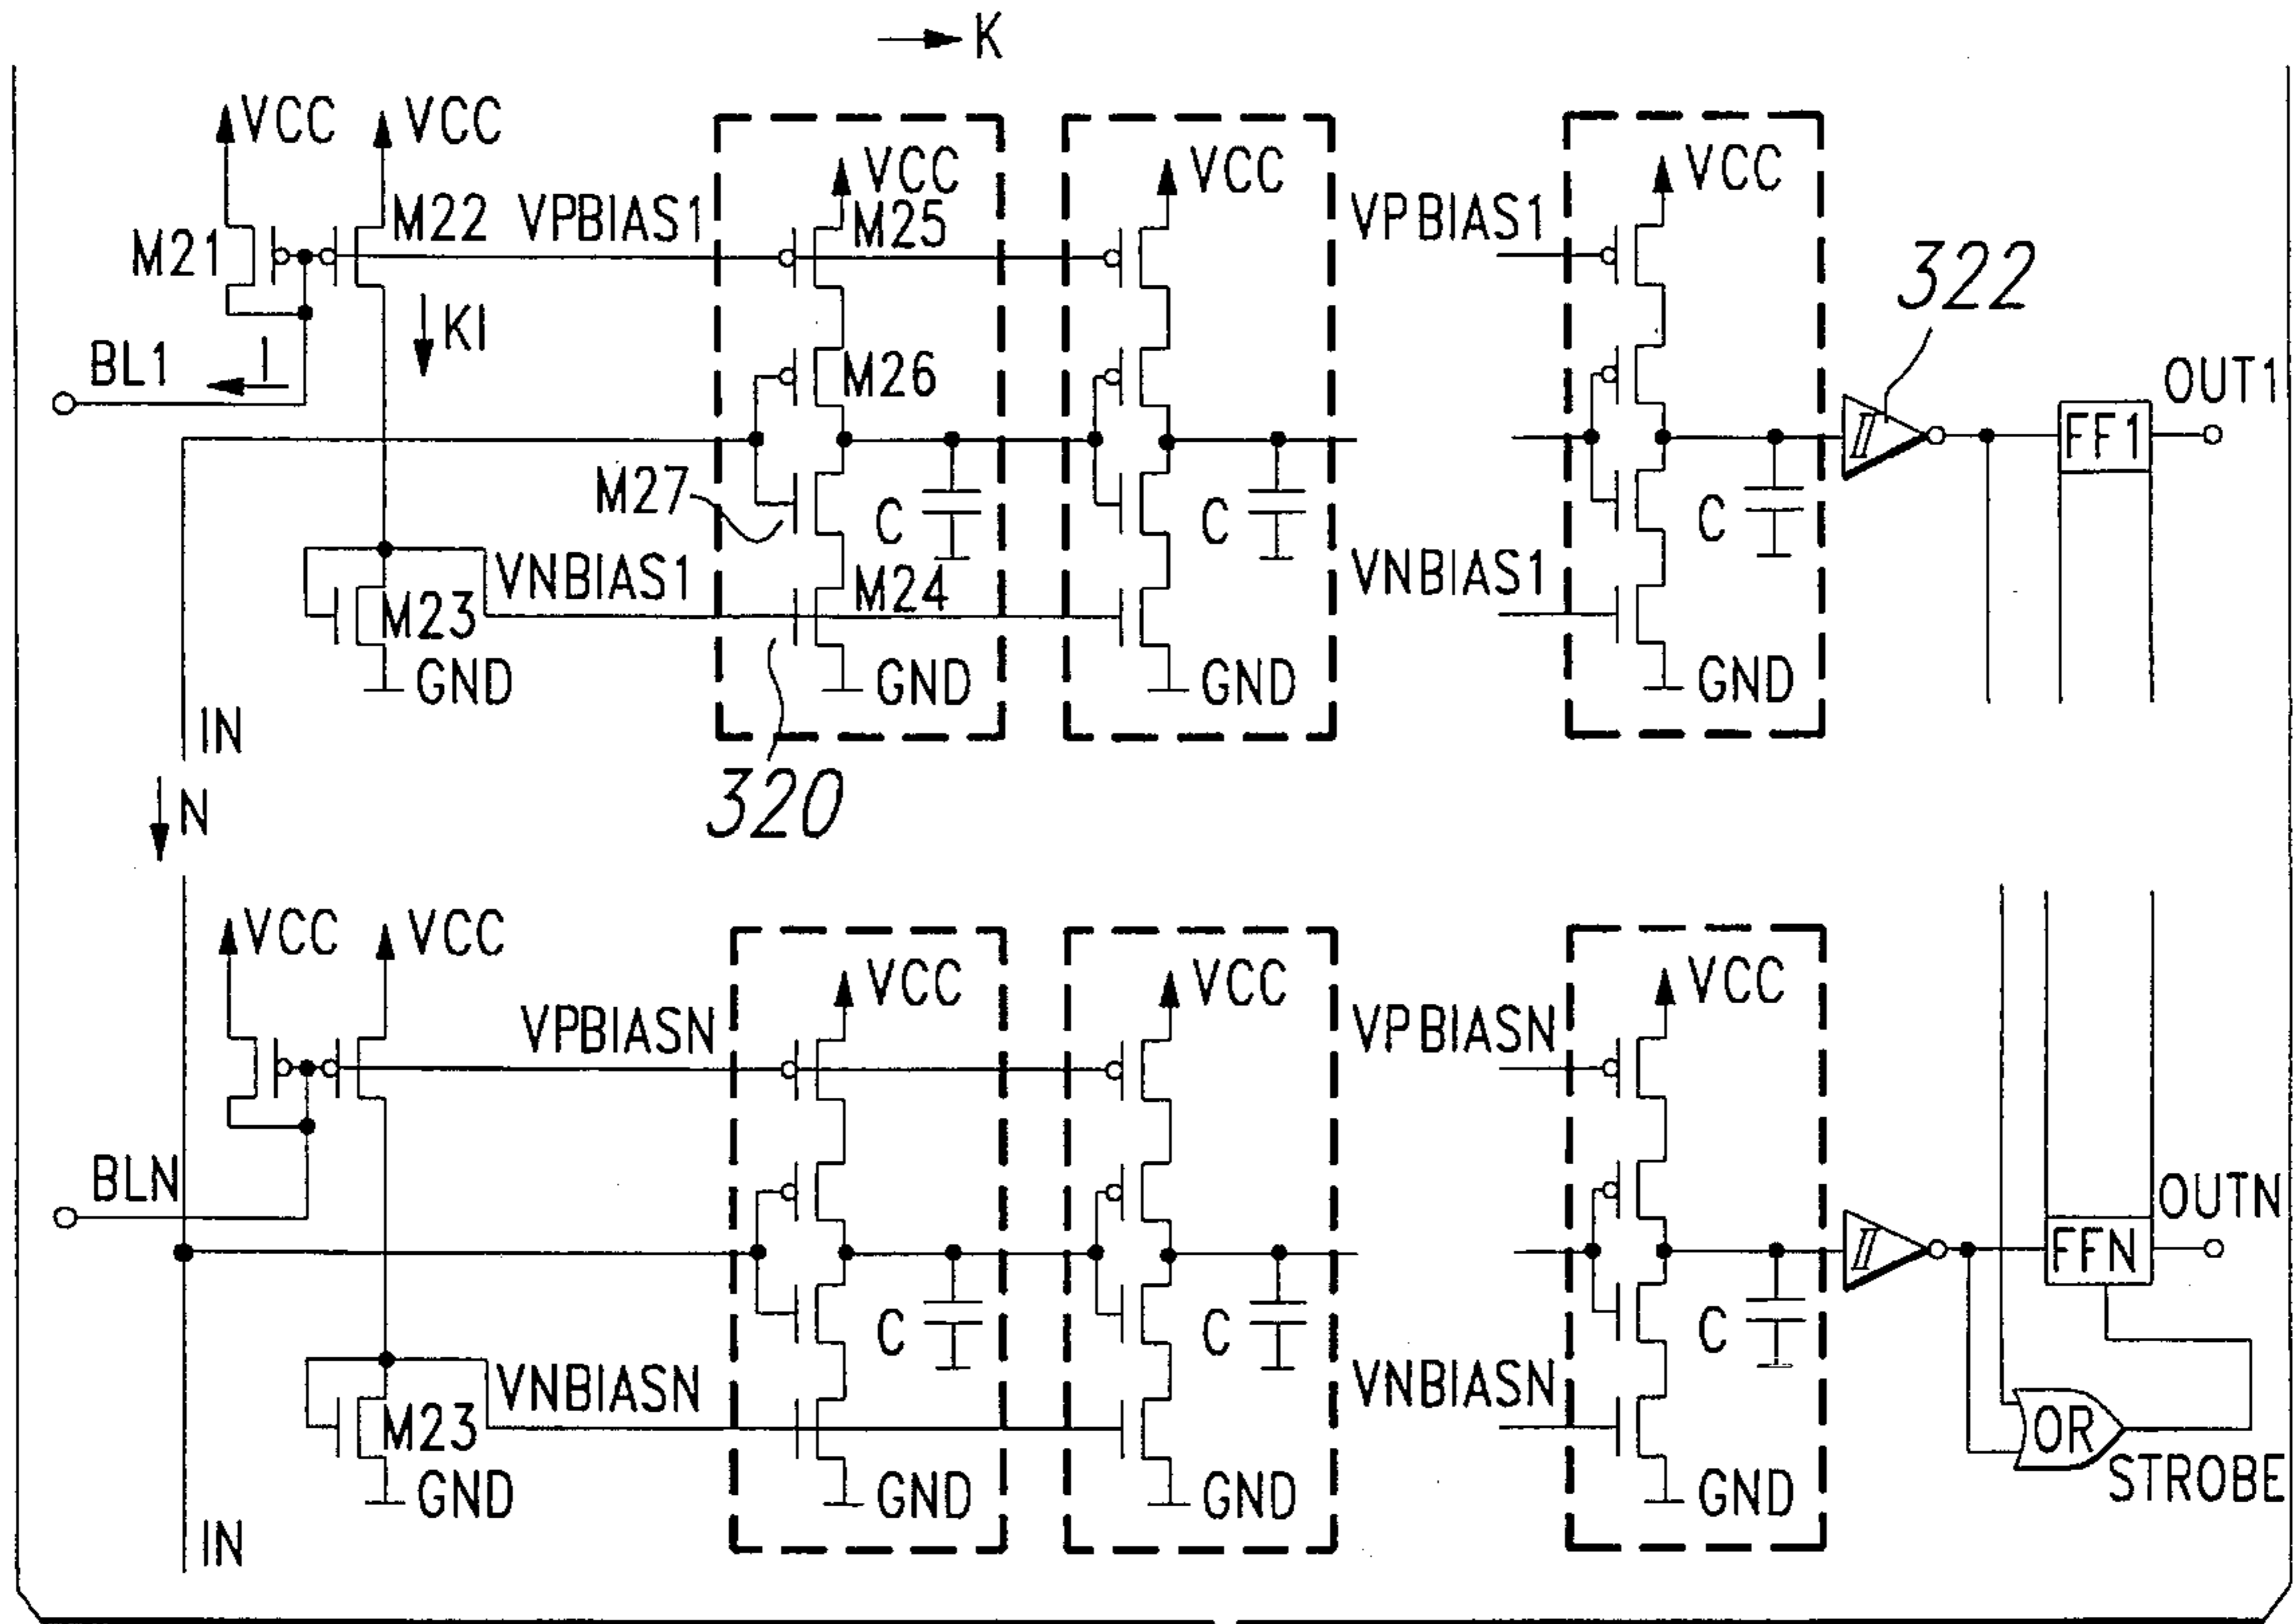 K
VCC VCC
VCC VCC VCC
M21 M22 VPBIAS1 M25 VPBIAS1
322
KI
BL1 I M26 OUT1
FF1
M27 C C C
VNBIAS1 M24 VNBIAS1
M23
GND GND GND GND
IN
320
N
VCC VCC
VCC VCC VCC
VPBIASN VPBIASN
BLN OUTN
FFN
C C C
VNBIASN VNBIASN
M23 OR
GND GND GND GND STROBE
IN